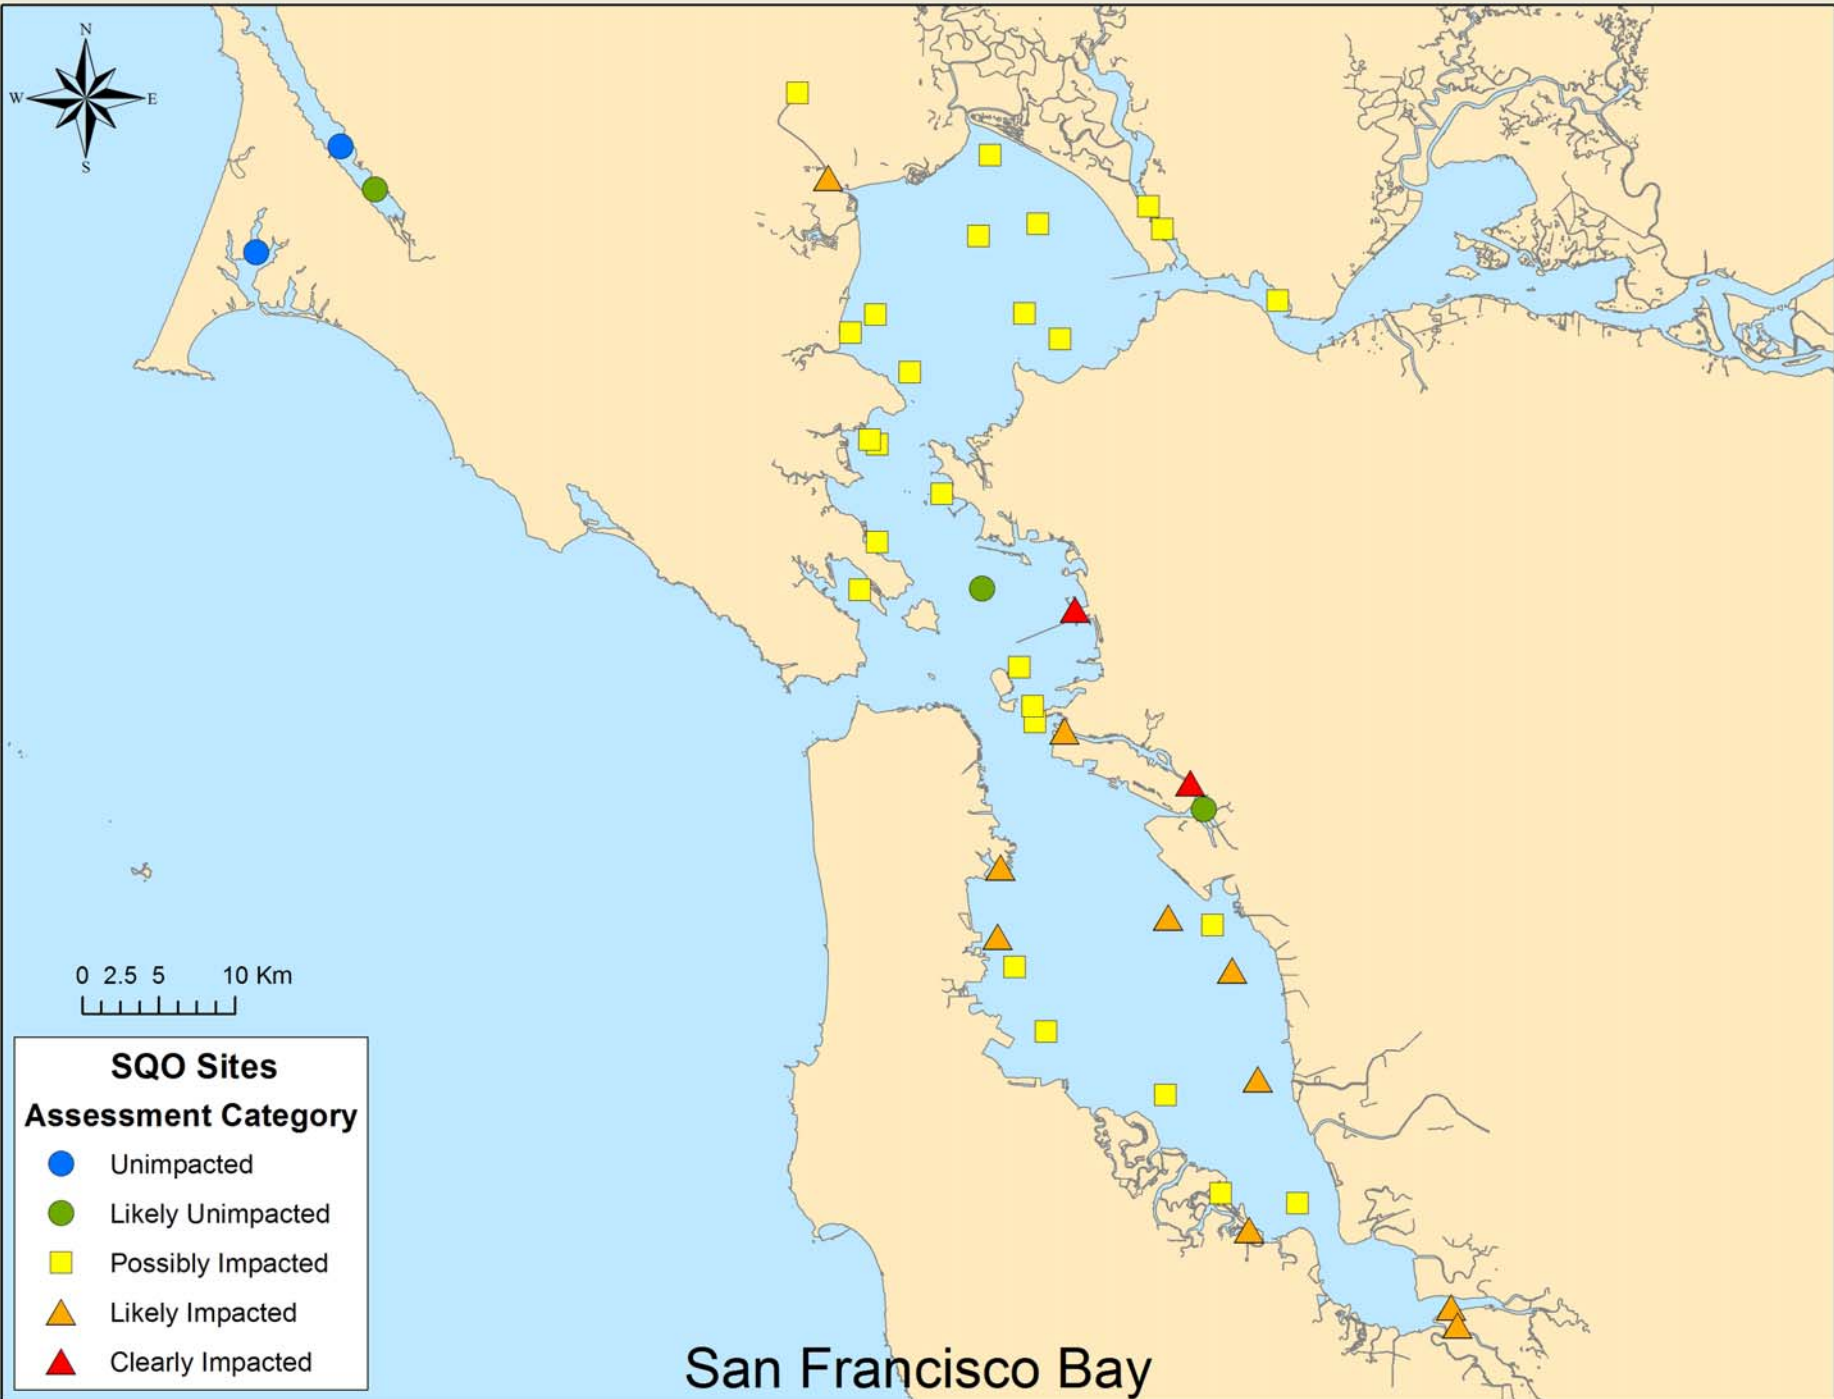 N
W E
S
0 2.5 5 10 Km
SQO Sites
Assessment Category
Unimpacted
Likely Unimpacted
Possibly Impacted
Likely Impacted
Clearly Impacted
San Francisco Bay